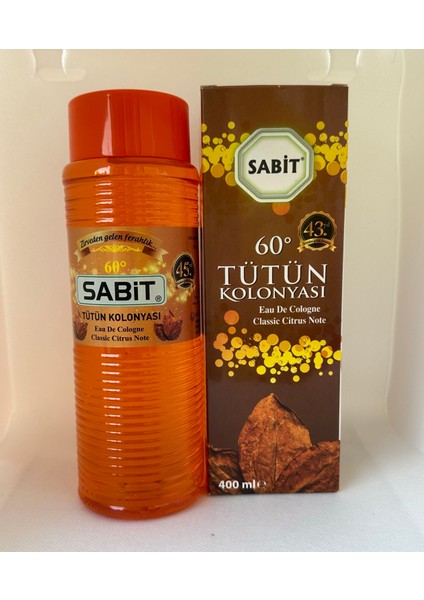 Zirveden gelen ferahlık...
60°
45.
SABİT®
TÜTÜN KOLONYASI
Eau De Cologne
Classic Citrus Note
SABİT®
60°
43.
TÜTÜN
KOLONYASI
Eau De Cologne
Classic Citrus Note
400 ml ℮